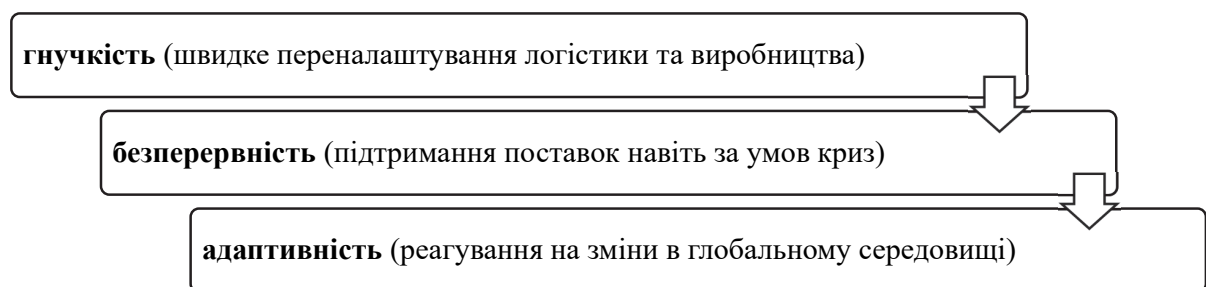 гнучкість (швидке переналаштування логістики та виробництва)
безперервність (підтримання поставок навіть за умов криз)
адаптивність (реагування на зміни в глобальному середовищі)